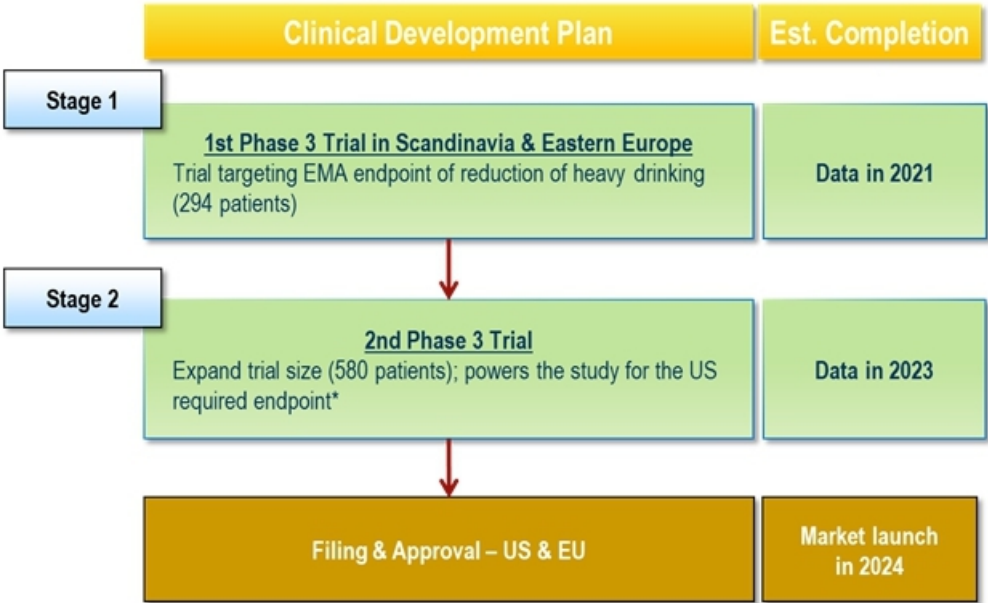 Clinical Development Plan
Est. Completion
Stage 1
1st Phase 3 Trial in Scandinavia & Eastern Europe
Trial targeting EMA endpoint of reduction of heavy drinking
(294 patients)
Data in 2021
Stage 2
2nd Phase 3 Trial
Expand trial size (580 patients); powers the study for the US
required endpoint*
Data in 2023
Filing & Approval – US & EU
Market launch
in 2024